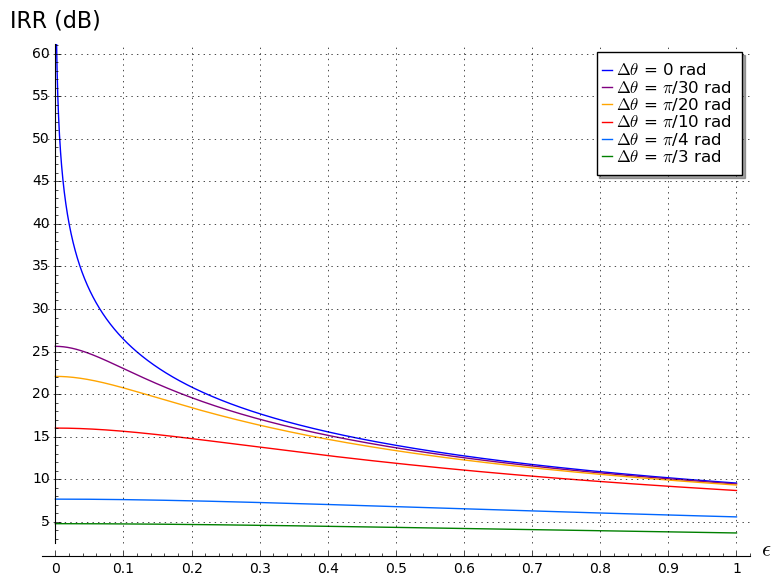 IRR (dB)
60
55
50
45
40
35
30
25
20
15
10
5
Δθ = 0 rad
Δθ = π/30 rad
Δθ = π/20 rad
Δθ = π/10 rad
Δθ = π/4 rad
Δθ = π/3 rad
0 0.1 0.2 0.3 0.4 0.5 0.6 0.7 0.8 0.9 1 ϵ